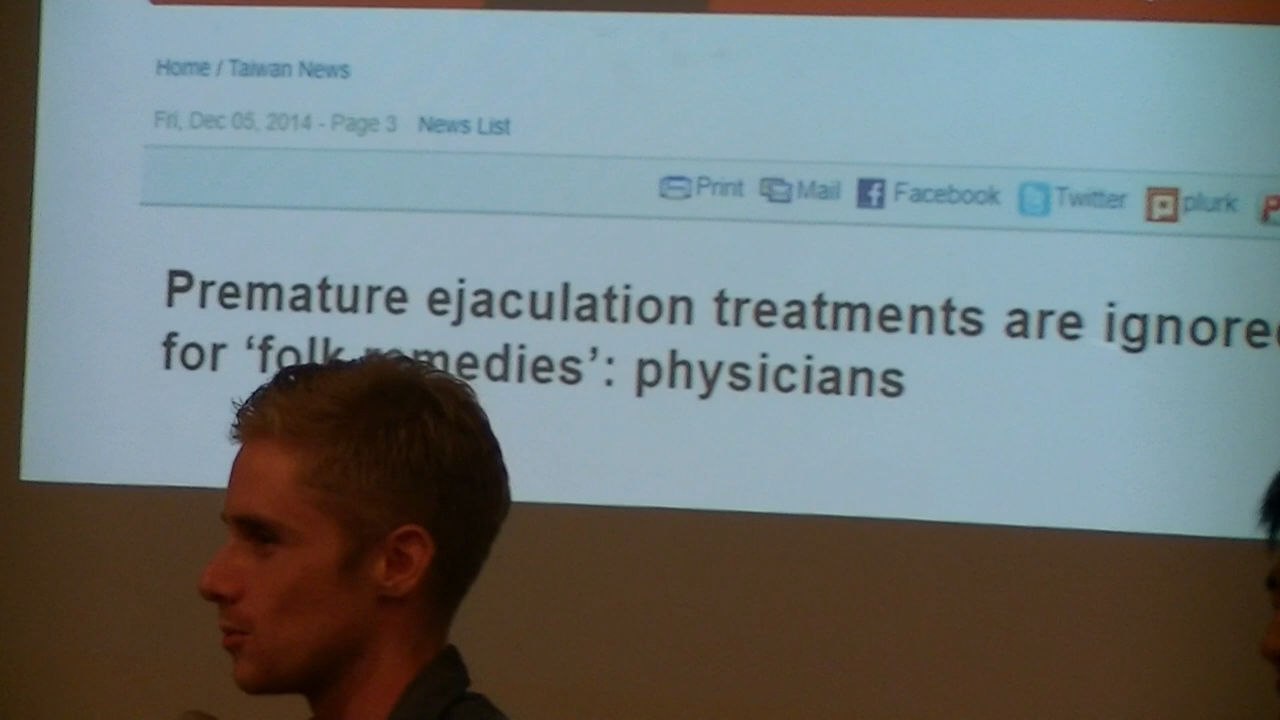 Home / Taiwan News
Fri, Dec 05, 2014 - Page 3 News List
Print Mail Facebook Twitter plurk
Premature ejaculation treatments are ignore
for ‘folk remedies’: physicians